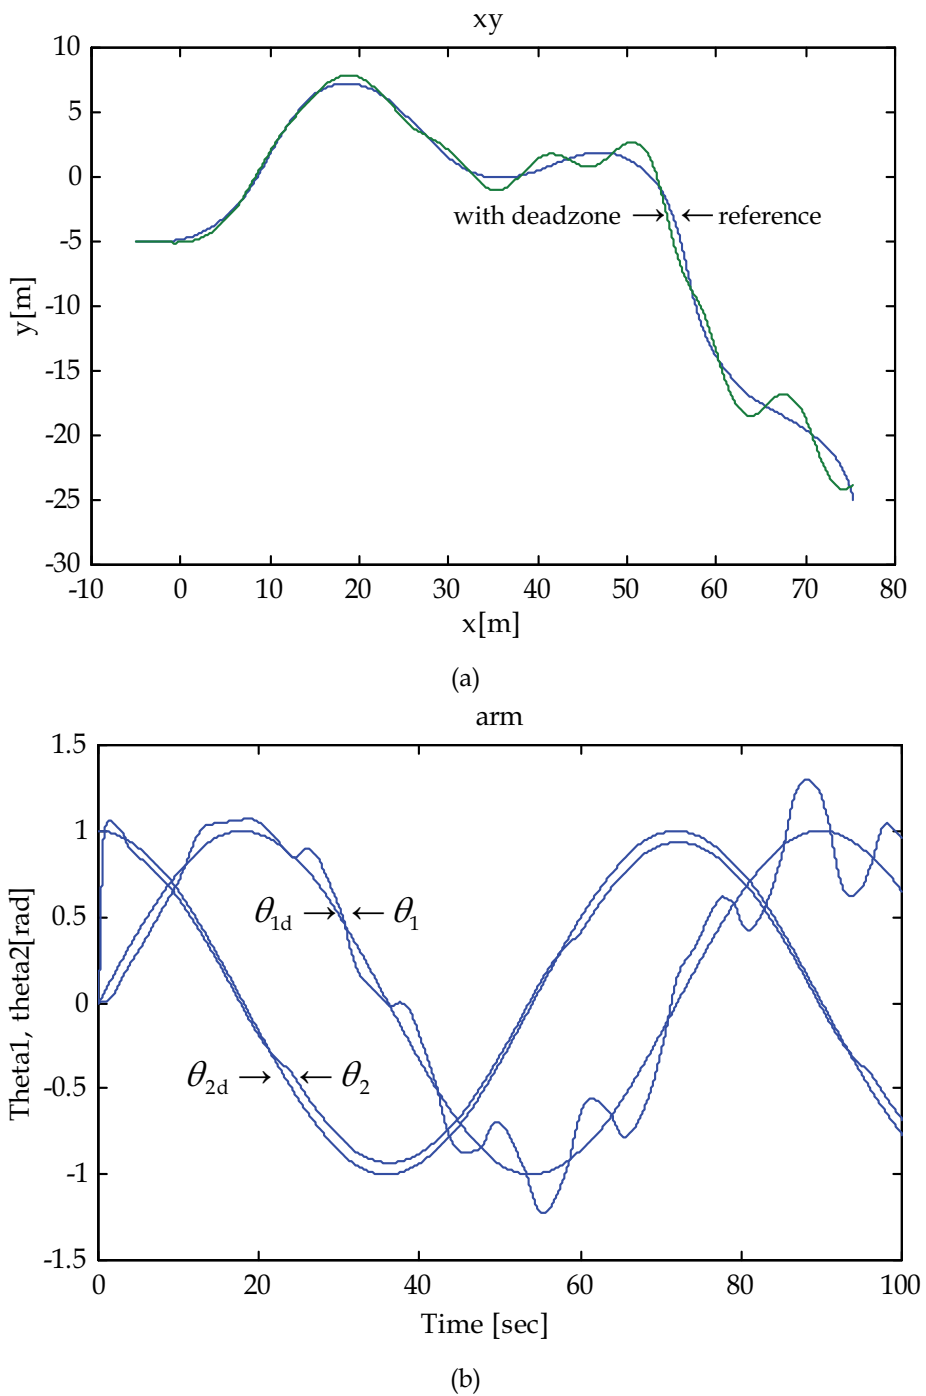 xy
10
5
0
-5
-10
-15
-20
-25
-30
y[m]
with deadzone → ← reference
-10 0 10 20 30 40 50 60 70 80
x[m]
(a)
arm
1.5
1
0.5
0
-0.5
-1
-1.5
Theta1, theta2[rad]
θ1d → ← θ1
θ2d → ← θ2
0 20 40 60 80 100
Time [sec]
(b)